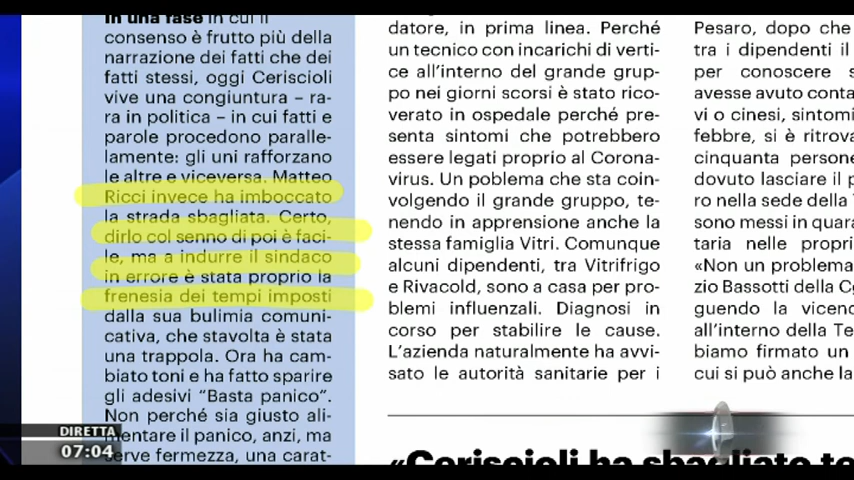 In una fase in cui il
consenso è frutto più della
narrazione dei fatti che dei
fatti stessi, oggi Ceriscioli
vive una congiuntura – ra-
ra in politica – in cui fatti e
parole procedono paralle-
lamente: gli uni rafforzano
le altre e viceversa. Matteo
Ricci invece ha imboccato
la strada sbagliata. Certo,
dirlo col senno di poi è faci-
le, ma a indurre il sindaco
in errore è stata proprio la
frenesia dei tempi imposti
dalla sua bulimia comuni-
cativa, che stavolta è stata
una trappola. Ora ha cam-
biato toni e ha fatto sparire
gli adesivi “Basta panico”.
Non perché sia giusto ali-
mentare il panico, anzi, ma
serve fermezza, una carat-
datore, in prima linea. Perché
un tecnico con incarichi di verti-
ce all’interno del grande grup-
po nei giorni scorsi è stato rico-
verato in ospedale perché pre-
senta sintomi che potrebbero
essere legati proprio al Corona-
virus. Un poblema che sta coin-
volgendo il grande gruppo, te-
nendo in apprensione anche la
stessa famiglia Vitri. Comunque
alcuni dipendenti, tra Vitrifrigo
e Rivacold, sono a casa per pro-
blemi influenzali. Diagnosi in
corso per stabilire le cause.
L’azienda naturalmente ha avvi-
sato le autorità sanitarie per i
Pesaro, dopo che
tra i dipendenti il
per conoscere s
avesse avuto conta
vi o cinesi, sintomi
febbre, si è ritrova
cinquanta persone
dovuto lasciare il p
ro nella sede della
sono messi in quara
taria nelle propri
«Non un problema
zio Bassotti della Cg
guendo la vicend
all’interno della Te
biamo firmato un
cui si può anche la
«Ceriscioli ha sbagliato to
DIRETTA
07:04